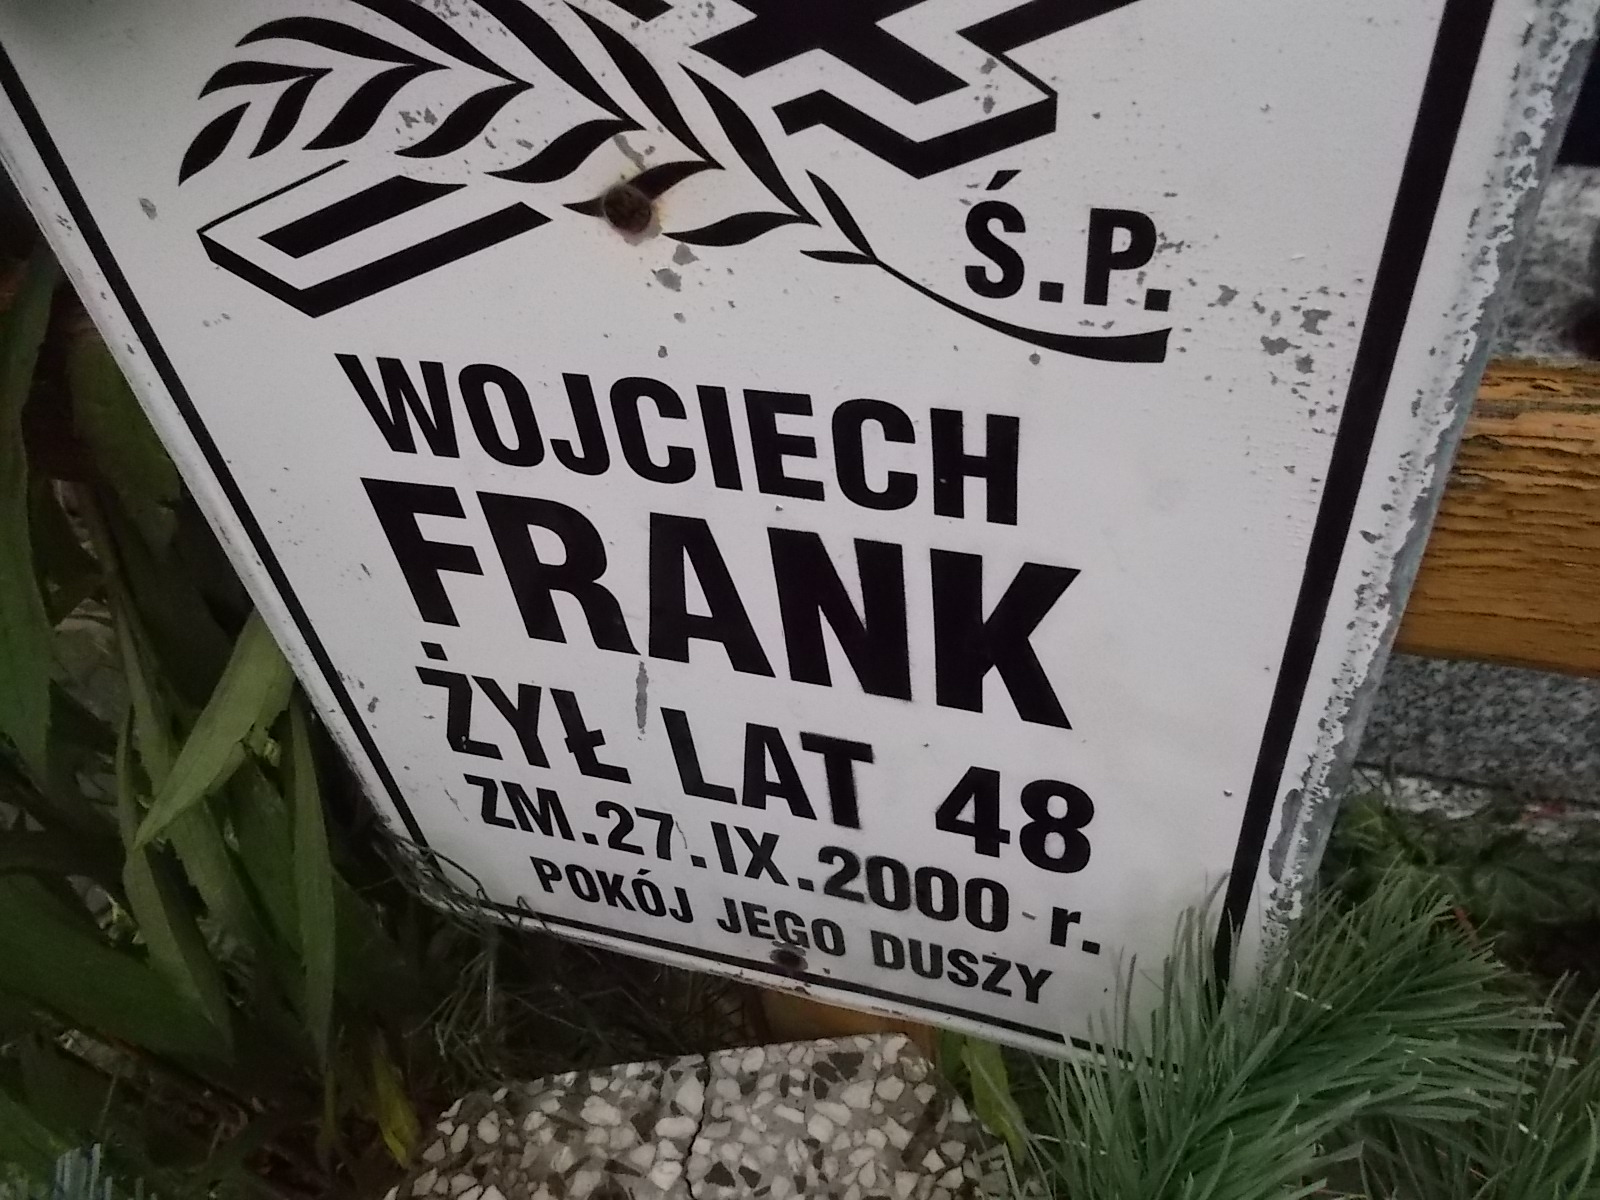 Ś.P.
WOJCIECH
FRANK
ŻYŁ LAT 48
ZM.27.IX.2000 r.
POKÓJ JEGO DUSZY